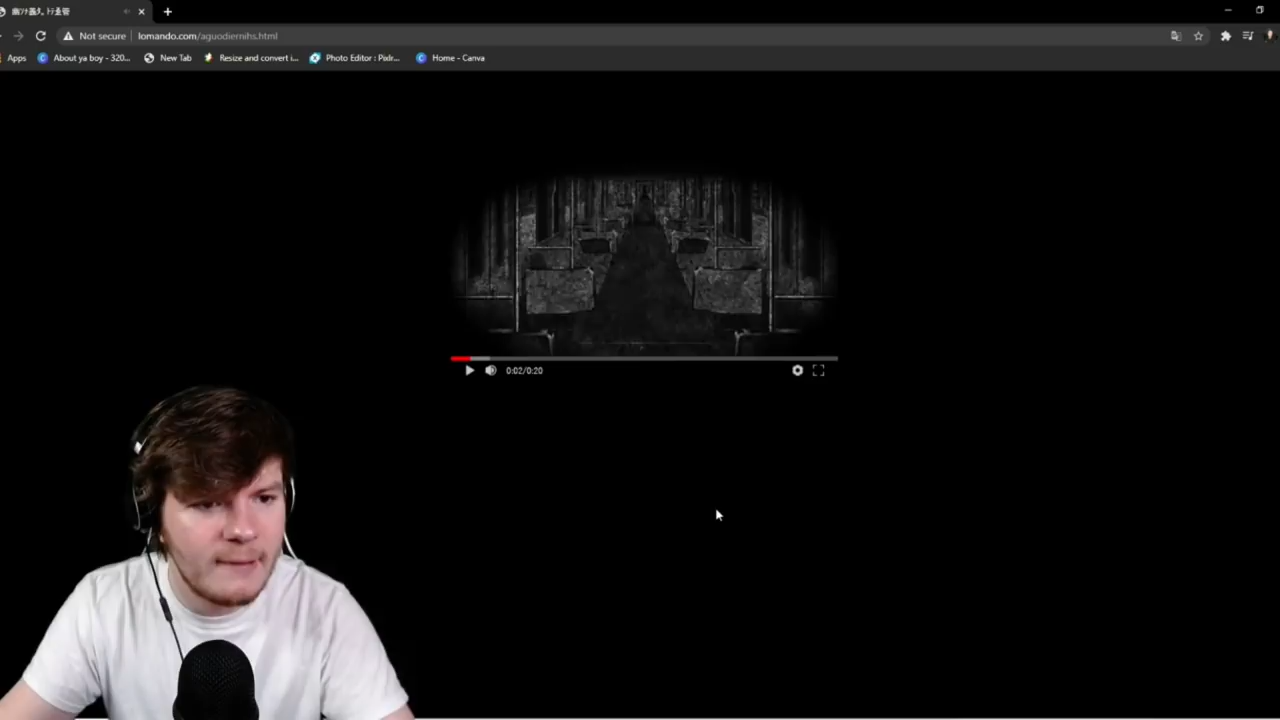 Not secure
lomando.com/aguodiernihs.html
Apps
About ya boy - 320...
New Tab
Resize and convert i...
Photo Editor : Pixlr...
Home - Canva
0:02/0:20